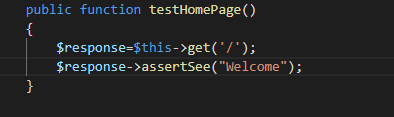 public function testHomePage()
{
$response=$this->get('/');
$response->assertSee("Welcome");
}